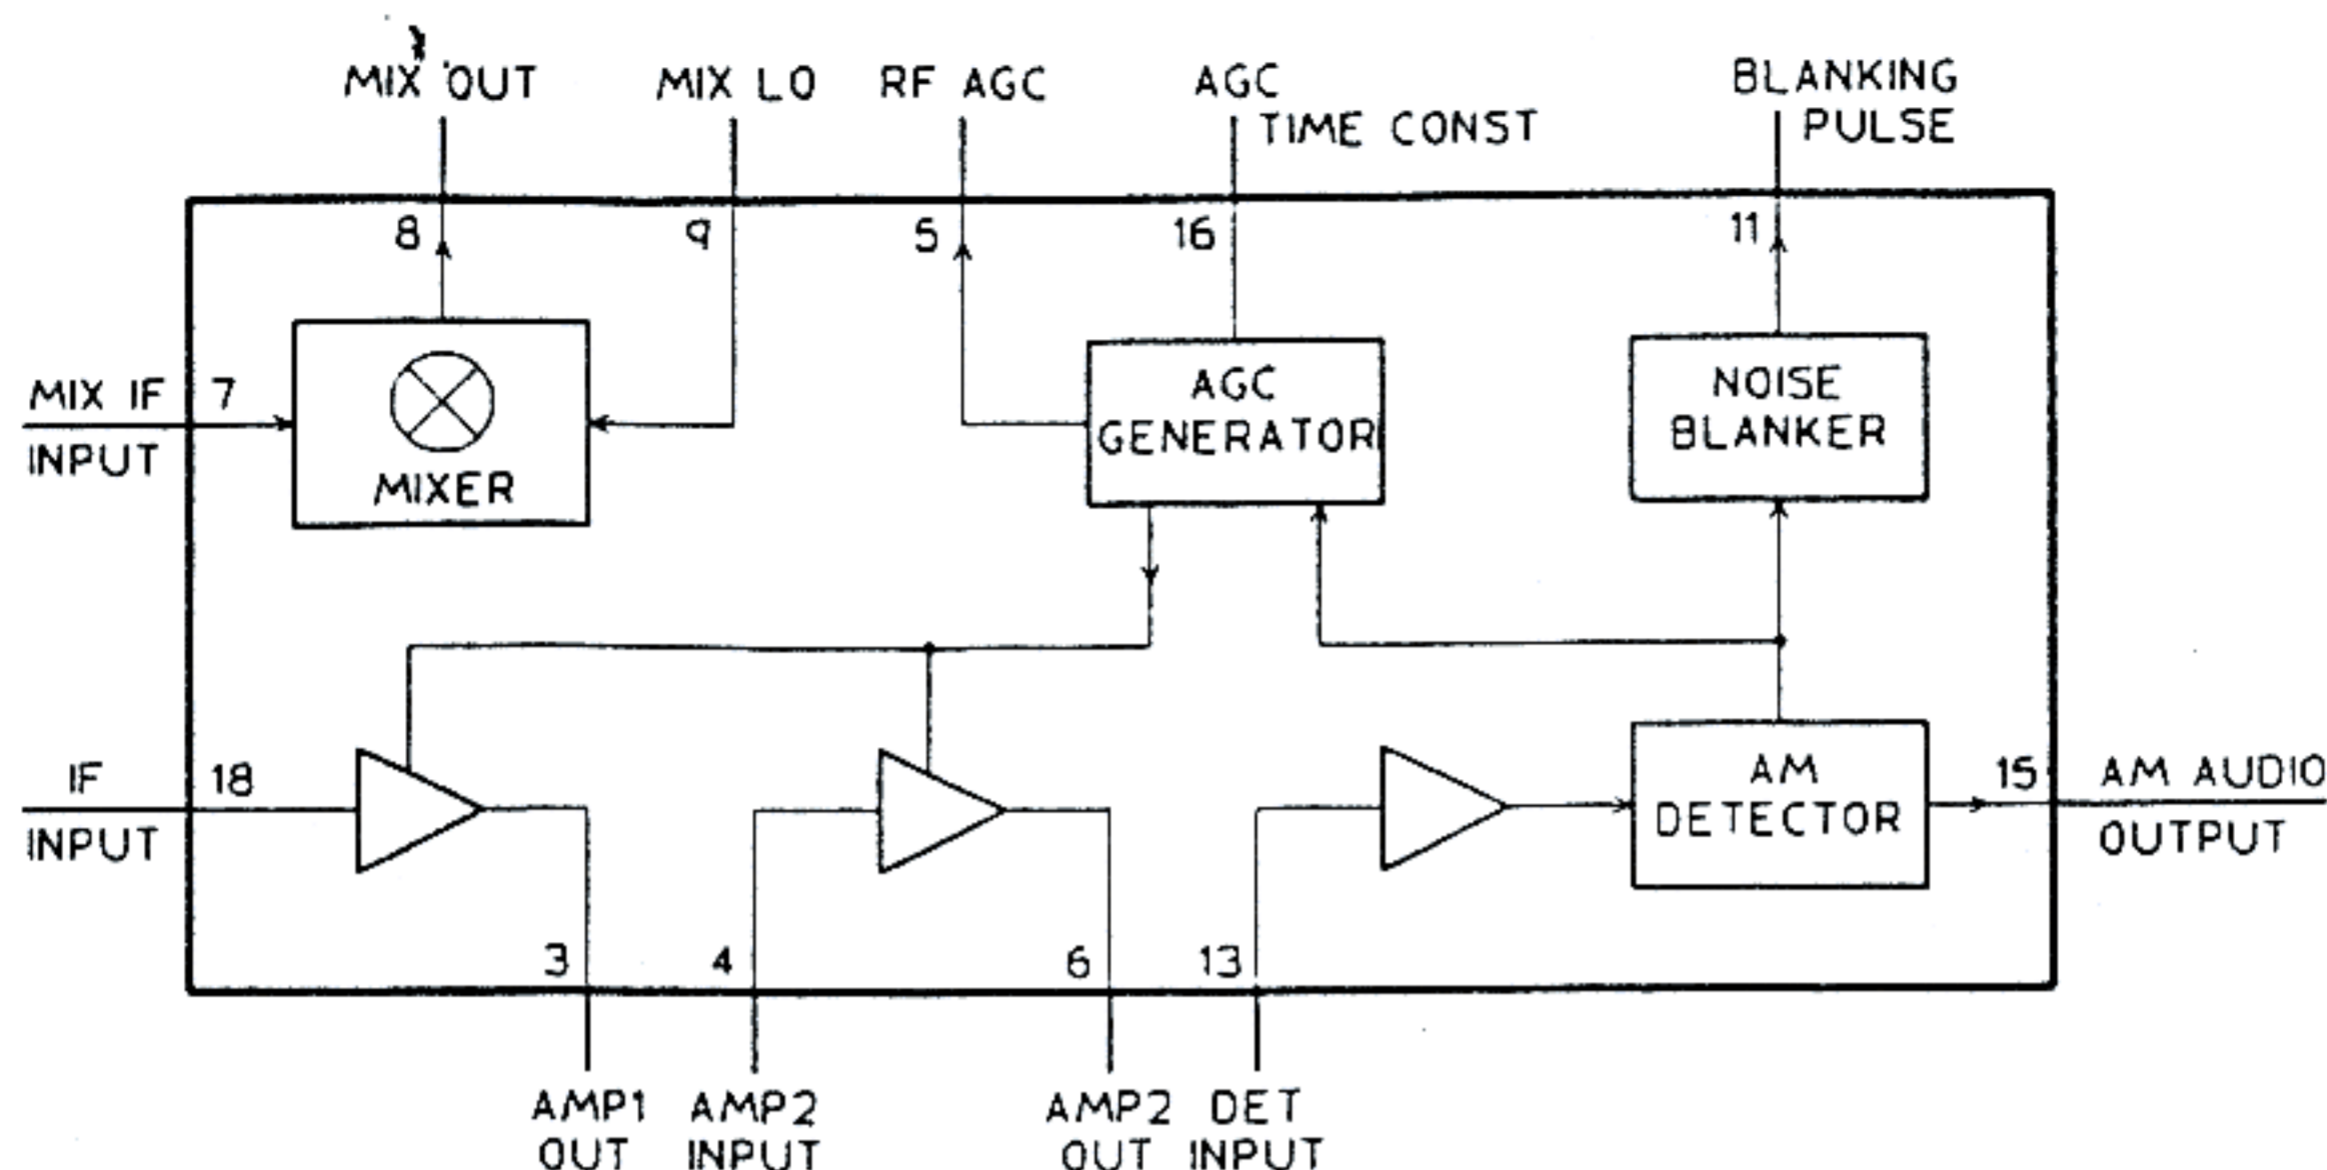 MIX OUT
MIX LO
RF AGC
AGC
TIME CONST
BLANKING
PULSE
8
9
5
16
11
MIX IF
INPUT
7
MIXER
AGC
GENERATOR
NOISE
BLANKER
IF
INPUT
18
AM
DETECTOR
15
AM AUDIO
OUTPUT
3
4
6
13
AMP1
OUT
AMP2
INPUT
AMP2
OUT
DET
INPUT